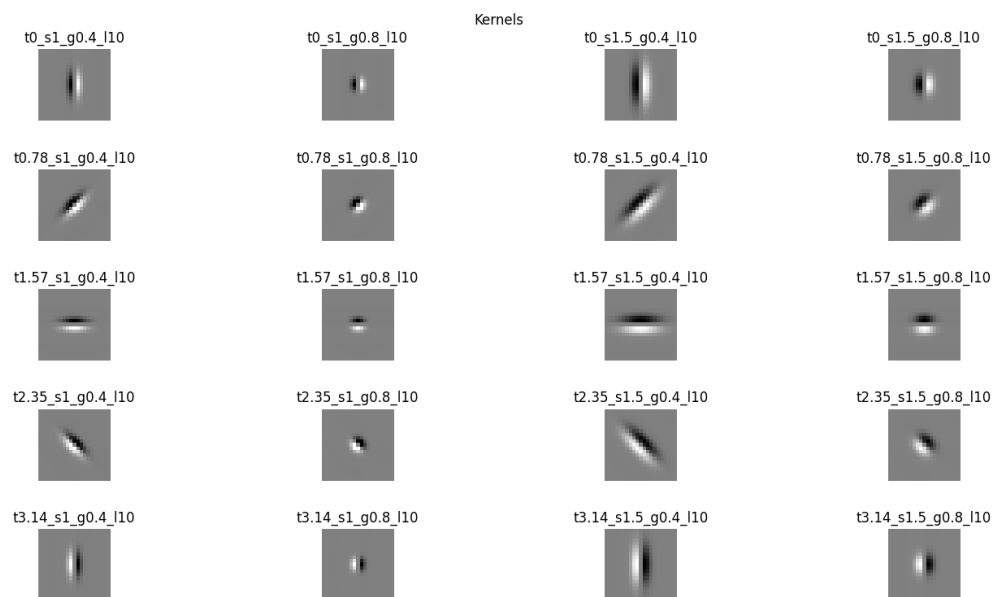 Kernels
t0_s1_g0.4_l10 t0_s1_g0.8_l10 t0_s1.5_g0.4_l10 t0_s1.5_g0.8_l10
t0.78_s1_g0.4_l10 t0.78_s1_g0.8_l10 t0.78_s1.5_g0.4_l10 t0.78_s1.5_g0.8_l10
t1.57_s1_g0.4_l10 t1.57_s1_g0.8_l10 t1.57_s1.5_g0.4_l10 t1.57_s1.5_g0.8_l10
t2.35_s1_g0.4_l10 t2.35_s1_g0.8_l10 t2.35_s1.5_g0.4_l10 t2.35_s1.5_g0.8_l10
t3.14_s1_g0.4_l10 t3.14_s1_g0.8_l10 t3.14_s1.5_g0.4_l10 t3.14_s1.5_g0.8_l10